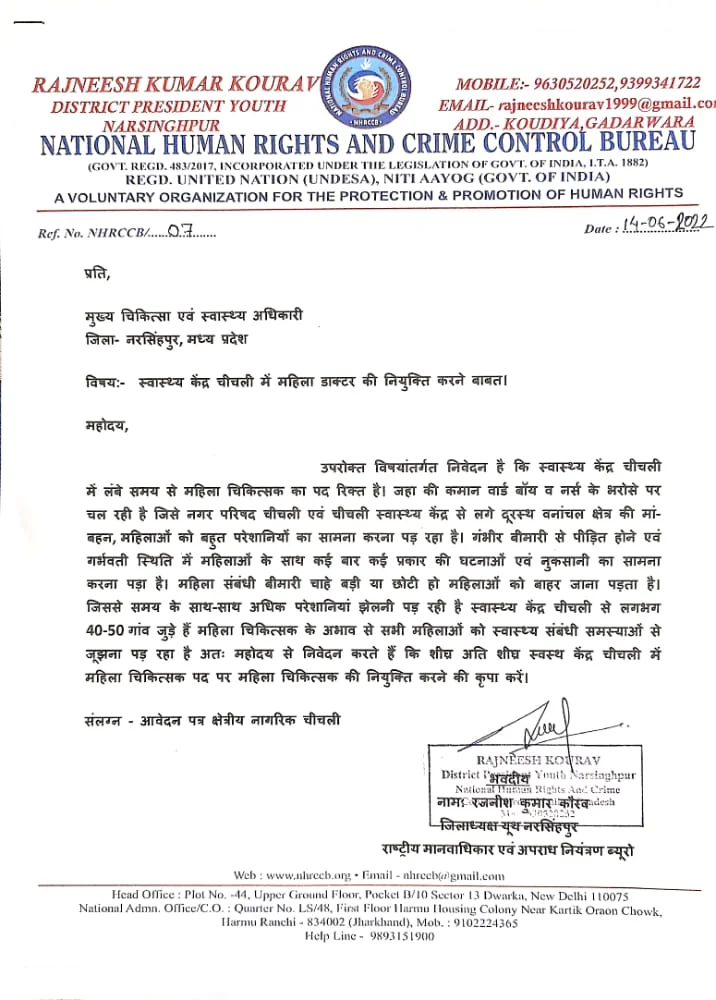 RAJNEESH KUMAR KOURAV
DISTRICT PRESIDENT YOUTH
NARSINGHPUR
NATIONAL HUMAN RIGHTS AND CRIME CONTROL BUREAU
NHRCCB
MOBILE:- 9630520252,9399341722
EMAIL- rajneeshkourav1999@gmail.com
ADD.- KOUDIYA,GADARWARA
NATIONAL HUMAN RIGHTS AND CRIME CONTROL BUREAU
(GOVT. REGD. 483/2017, INCORPORATED UNDER THE LEGISLATION OF GOVT. OF INDIA, I.T.A. 1882)
REGD. UNITED NATION (UNDESA), NITI AAYOG (GOVT. OF INDIA)
A VOLUNTARY ORGANIZATION FOR THE PROTECTION & PROMOTION OF HUMAN RIGHTS
Ref. No. NHRCCB/.....07.......
Date : 14-06-2022
प्रति,
मुख्य चिकित्सा एवं स्वास्थ्य अधिकारी
जिला- नरसिंहपुर, मध्य प्रदेश
विषय:- स्वास्थ्य केंद्र चीचली में महिला डाक्टर की नियुक्ति करने बाबत।
महोदय,
उपरोक्त विषयांतर्गत निवेदन है कि स्वास्थ्य केंद्र चीचली
में लंबे समय से महिला चिकित्सक का पद रिक्त है। जहा की कमान वार्ड बॉय व नर्स के भरोसे पर
चल रही है जिसे नगर परिषद चीचली एवं चीचली स्वास्थ्य केंद्र से लगे दूरस्थ वनांचल क्षेत्र की मां-
बहन, महिलाओं को बहुत परेशानियों का सामना करना पड़ रहा है। गंभीर बीमारी से पीड़ित होने एवं
गर्भवती स्थिति में महिलाओं के साथ कई बार कई प्रकार की घटनाओं एवं नुकसानी का सामना
करना पड़ा है। महिला संबंधी बीमारी चाहे बड़ी या छोटी हो महिलाओं को बाहर जाना पड़ता है।
जिससे समय के साथ-साथ अधिक परेशानियां झेलनी पड़ रही है स्वास्थ्य केंद्र चीचली से लगभग
40-50 गांव जुड़े हैं महिला चिकित्सक के अभाव से सभी महिलाओं को स्वास्थ्य संबंधी समस्याओं से
जूझना पड़ रहा है अतः महोदय से निवेदन करते हैं कि शीघ्र अति शीघ्र स्वस्थ केंद्र चीचली में
महिला चिकित्सक पद पर महिला चिकित्सक की नियुक्ति करने की कृपा करें।
संलग्न - आवेदन पत्र क्षेत्रीय नागरिक चीचली
RAJNEESH KOURAV
District Youth Narsinghpur
भवदीय
National Human Rights And Crime
नामः रजनीश कुमार कौरव
जिलाध्यक्ष यूथ नरसिंहपुर
राष्ट्रीय मानवाधिकार एवं अपराध नियंत्रण ब्यूरो
Web : www.nhrccb.org • Email - nhrccb@gmail.com
Head Office : Plot No. -44, Upper Ground Floor, Pocket B/10 Sector 13 Dwarka, New Delhi 110075
National Admn. Office/C.O. : Quarter No. LS/48, First Floor Harmu Housing Colony Near Kartik Oraon Chowk,
Harmu Ranchi - 834002 (Jharkhand), Mob. : 9102224365
Help Line - 9893151900